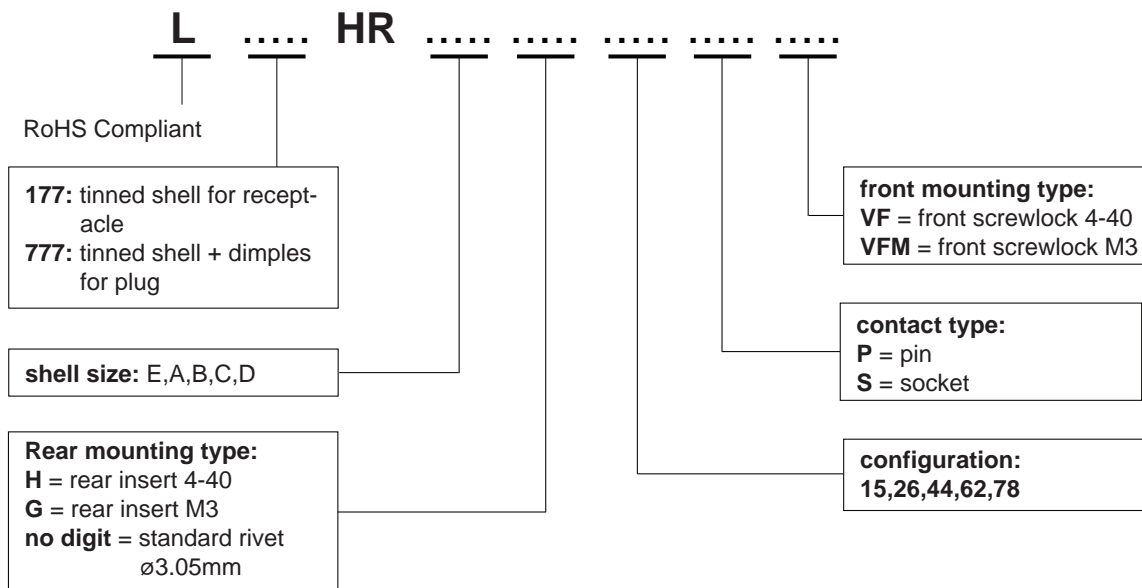 L ..... HR ..... ..... ..... ..... .....
RoHS Compliant
177: tinned shell for recept-
acle
777: tinned shell + dimples
for plug
shell size: E,A,B,C,D
Rear mounting type:
H = rear insert 4-40
G = rear insert M3
no digit = standard rivet
ø3.05mm
front mounting type:
VF = front screwlock 4-40
VFM = front screwlock M3
contact type:
P = pin
S = socket
configuration:
15,26,44,62,78